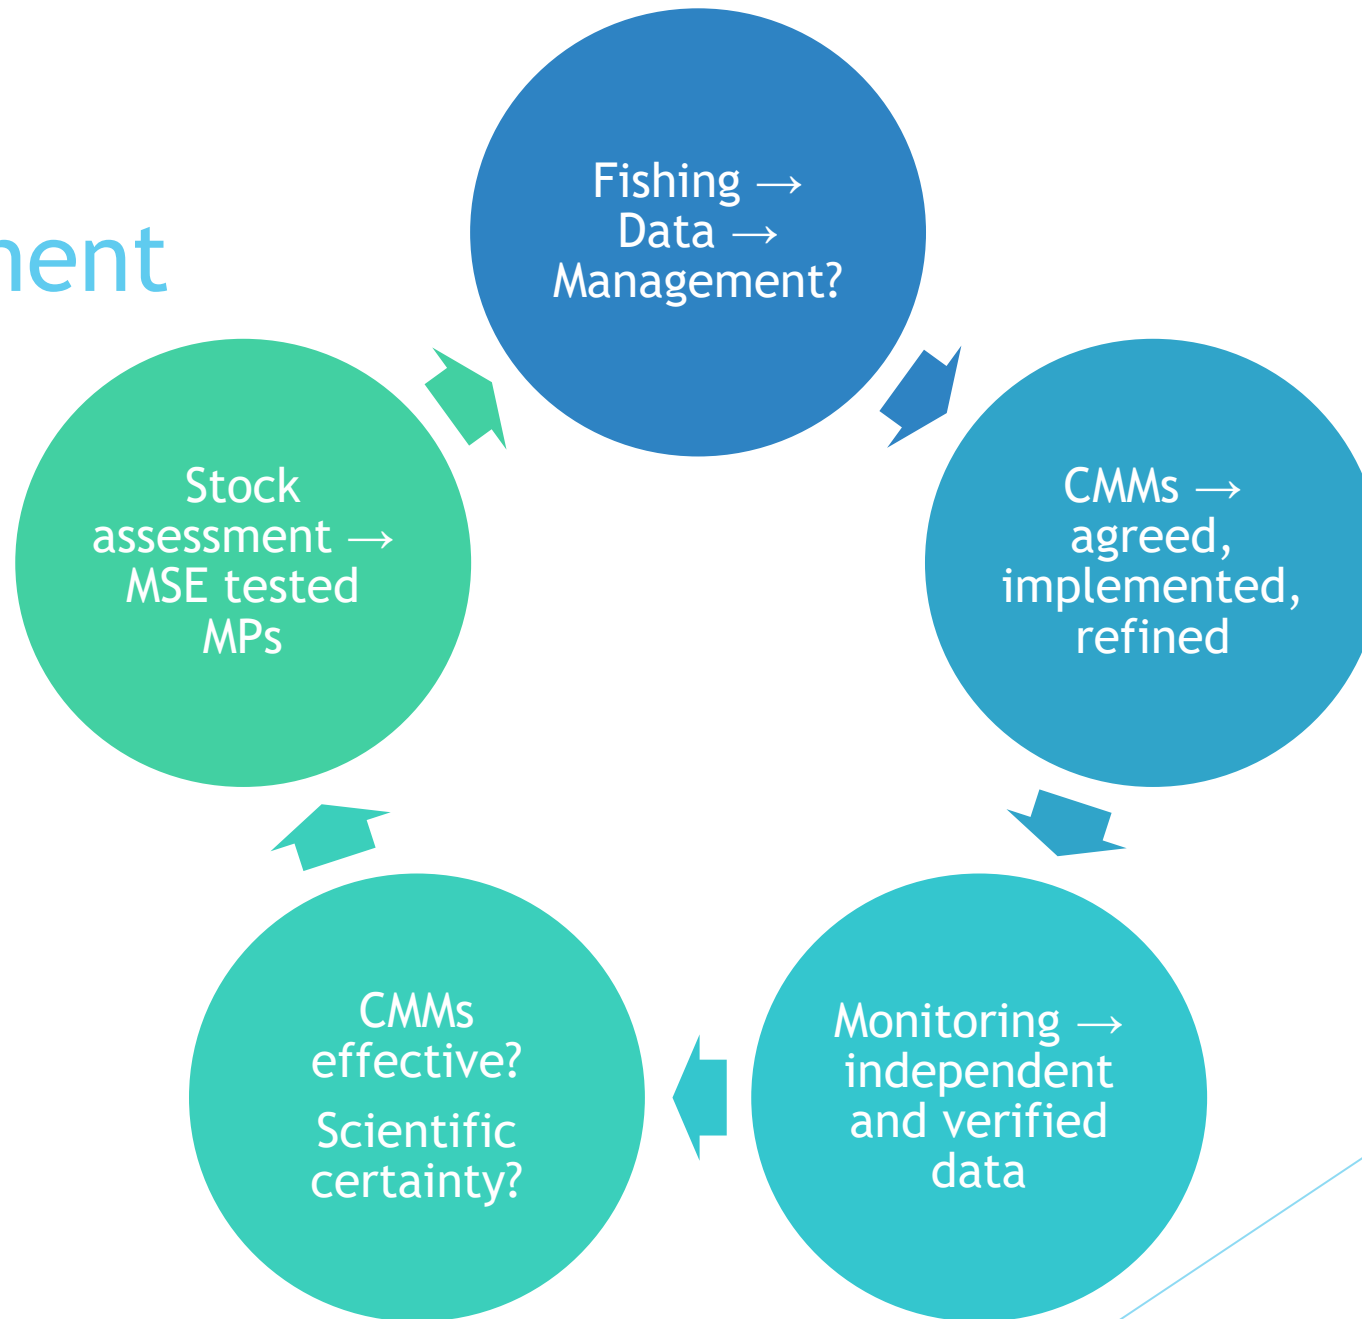 Fishing →
Data →
Management?
CMMs →
agreed,
implemented,
refined
Monitoring →
independent
and verified
data
CMMs
effective?
Scientific
certainty?
Stock
assessment →
MSE tested
MPs